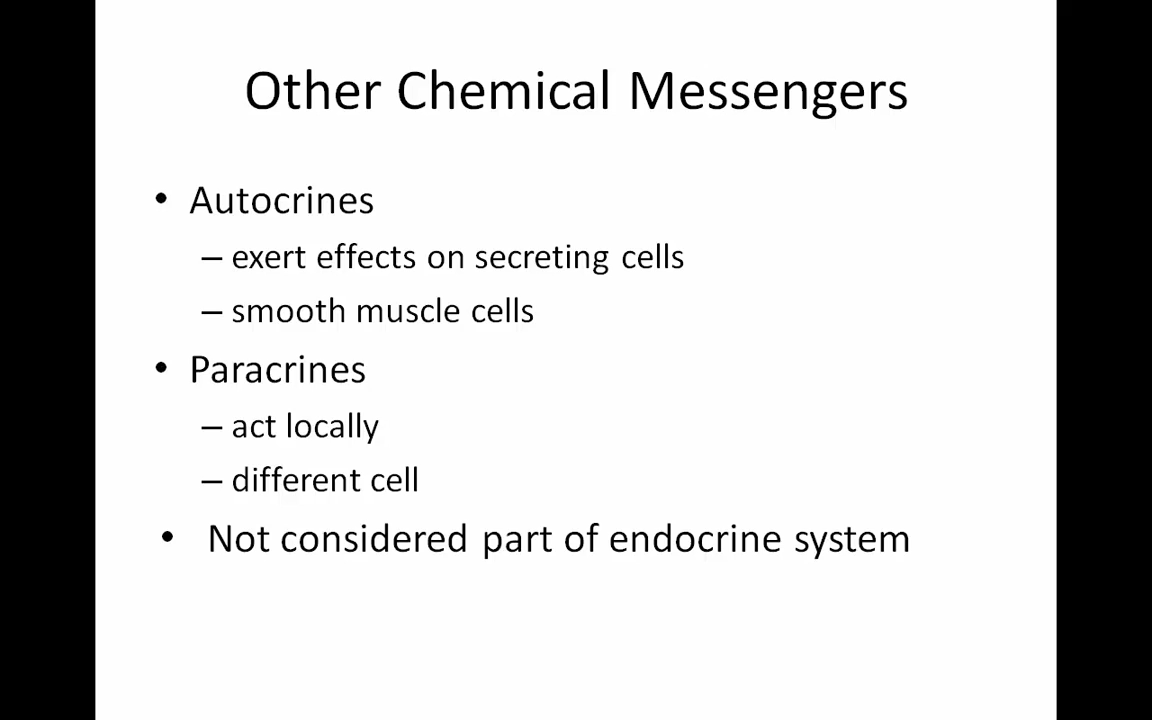 Other Chemical Messengers
• Autocrines
– exert effects on secreting cells
– smooth muscle cells
• Paracrines
– act locally
– different cell
• Not considered part of endocrine system